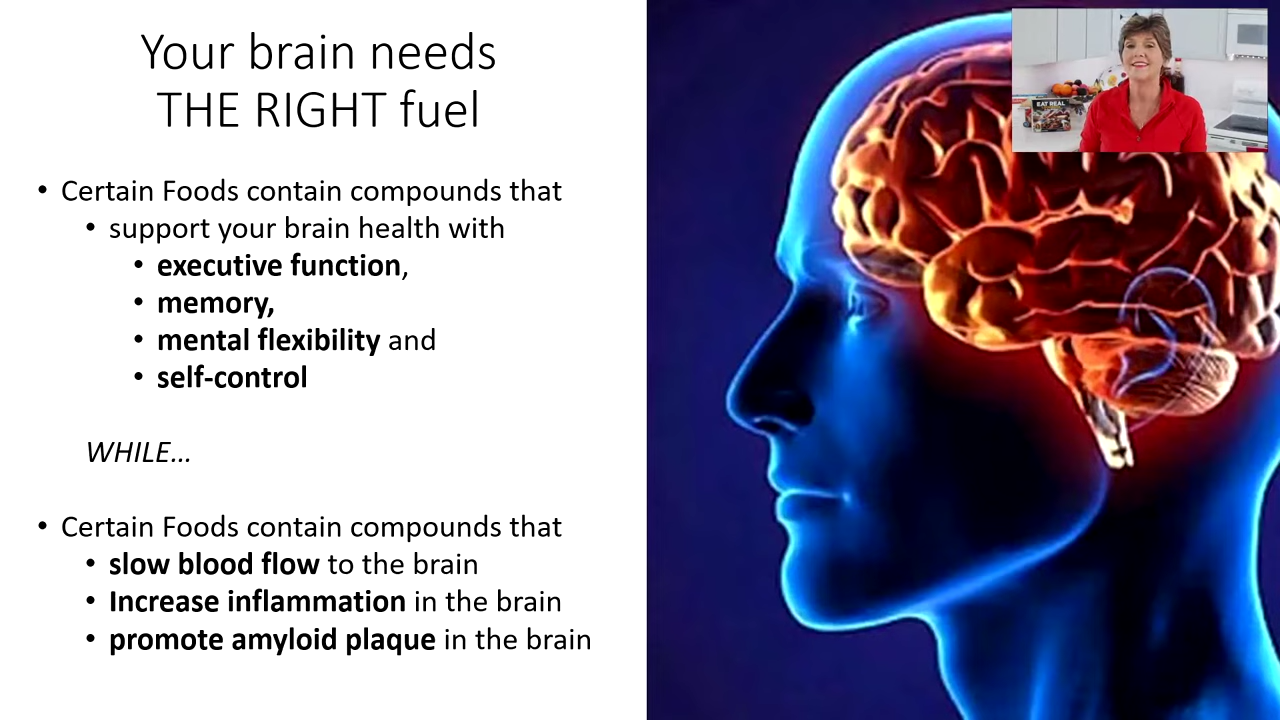 Your brain needs
THE RIGHT fuel
• Certain Foods contain compounds that
• support your brain health with
• executive function,
• memory,
• mental flexibility and
• self-control
WHILE...
• Certain Foods contain compounds that
• slow blood flow to the brain
• Increase inflammation in the brain
• promote amyloid plaque in the brain
EAT REAL